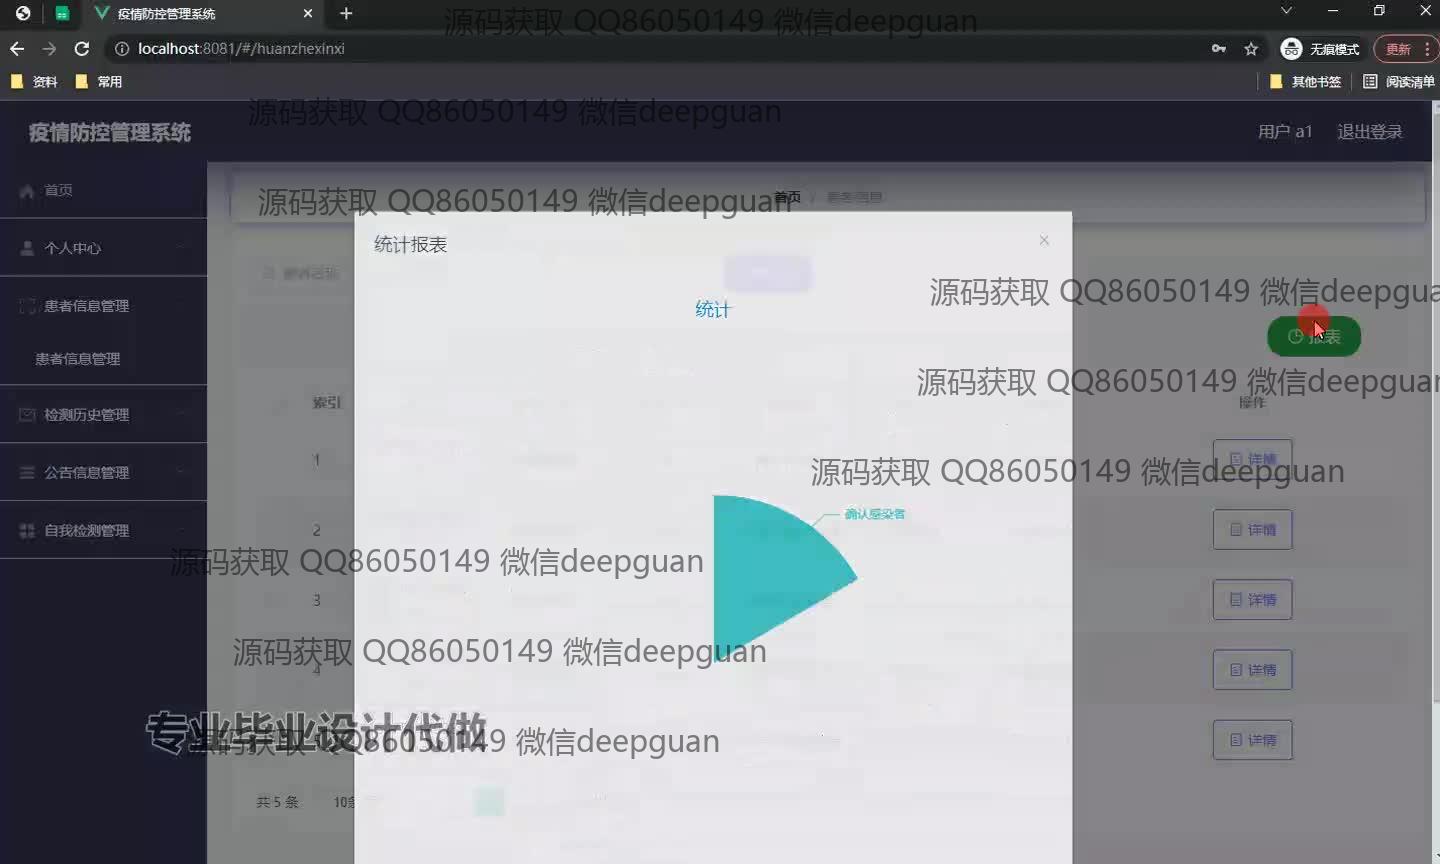 疫情防控管理系统
源码获取 QQ86050149 微信deepguan
localhost:8081/#/huanzhexinxi
无痕模式
更新
资料
常用
其他书签
阅读清单
源码获取 QQ86050149 微信deepguan
疫情防控管理系统
用户 a1
退出登录
首页
源码获取 QQ86050149 微信deepguan
首页
患者信息
个人中心
统计报表
源码获取 QQ86050149 微信deepguan
患者信息管理
统计
报表
患者信息管理
源码获取 QQ86050149 微信deepguan
索引
操作
检测历史管理
1
详情
公告信息管理
源码获取 QQ86050149 微信deepguan
确认感染者
自我检测管理
2
详情
源码获取 QQ86050149 微信deepguan
3
详情
源码获取 QQ86050149 微信deepguan
4
详情
专业毕业设计代做
源码获取 QQ86050149 微信deepguan
详情
共 5 条
10条